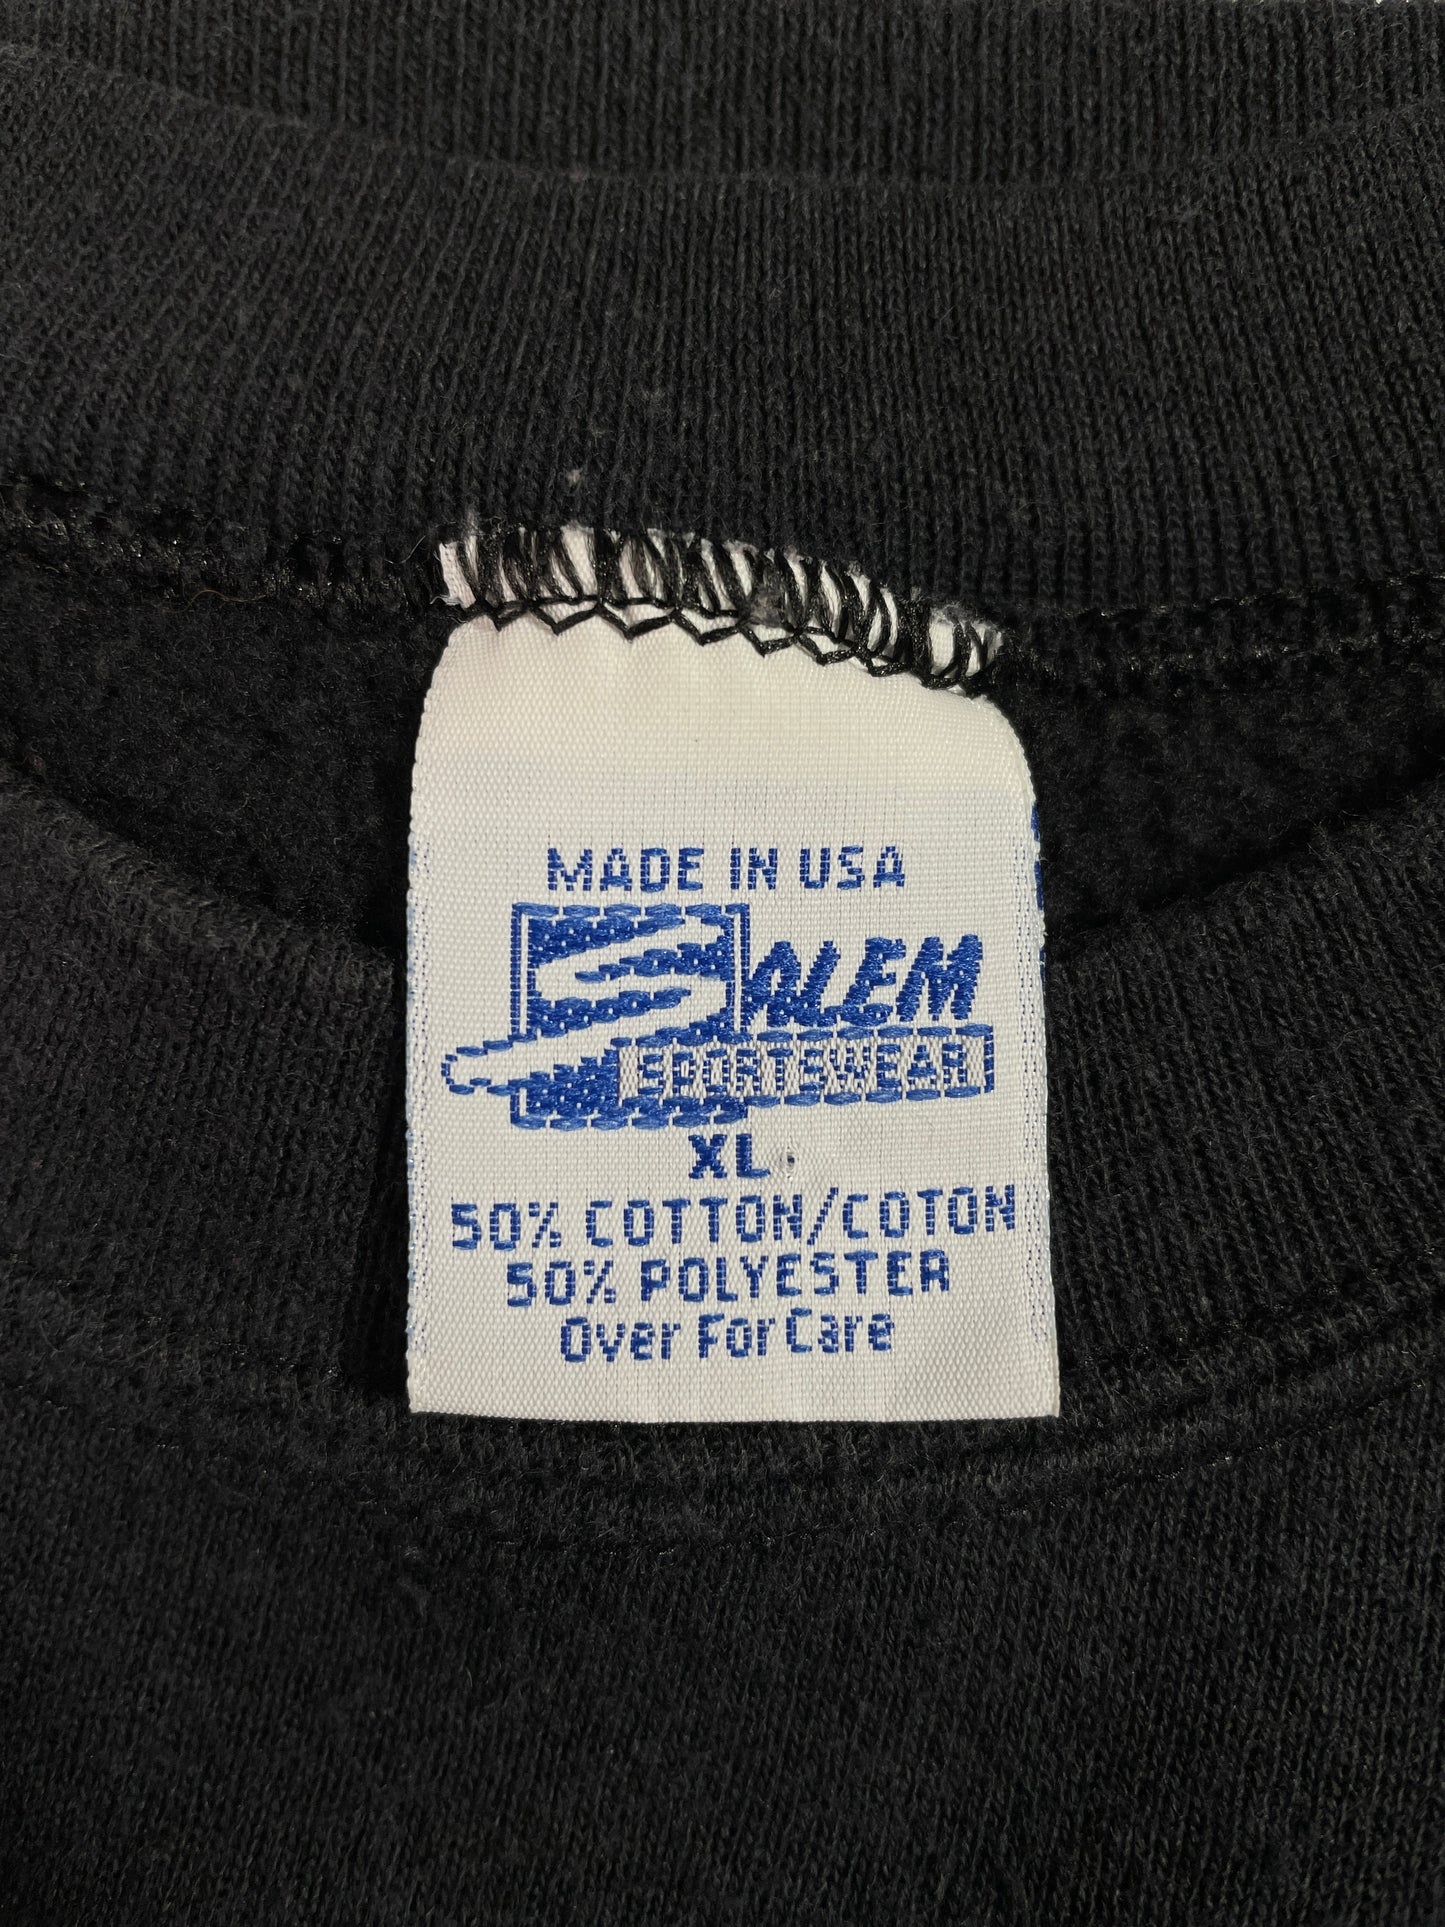 MADE IN USA
SALEM
SPORTSWEAR
XL
50% COTTON/COTON
50% POLYESTER
Over For Care